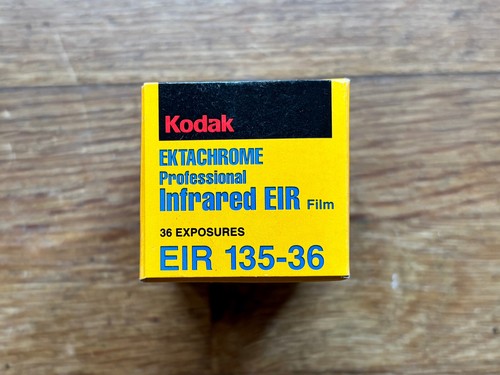 Kodak
EKTACHROME
Professional
Infrared EIR Film
36 EXPOSURES
EIR 135-36